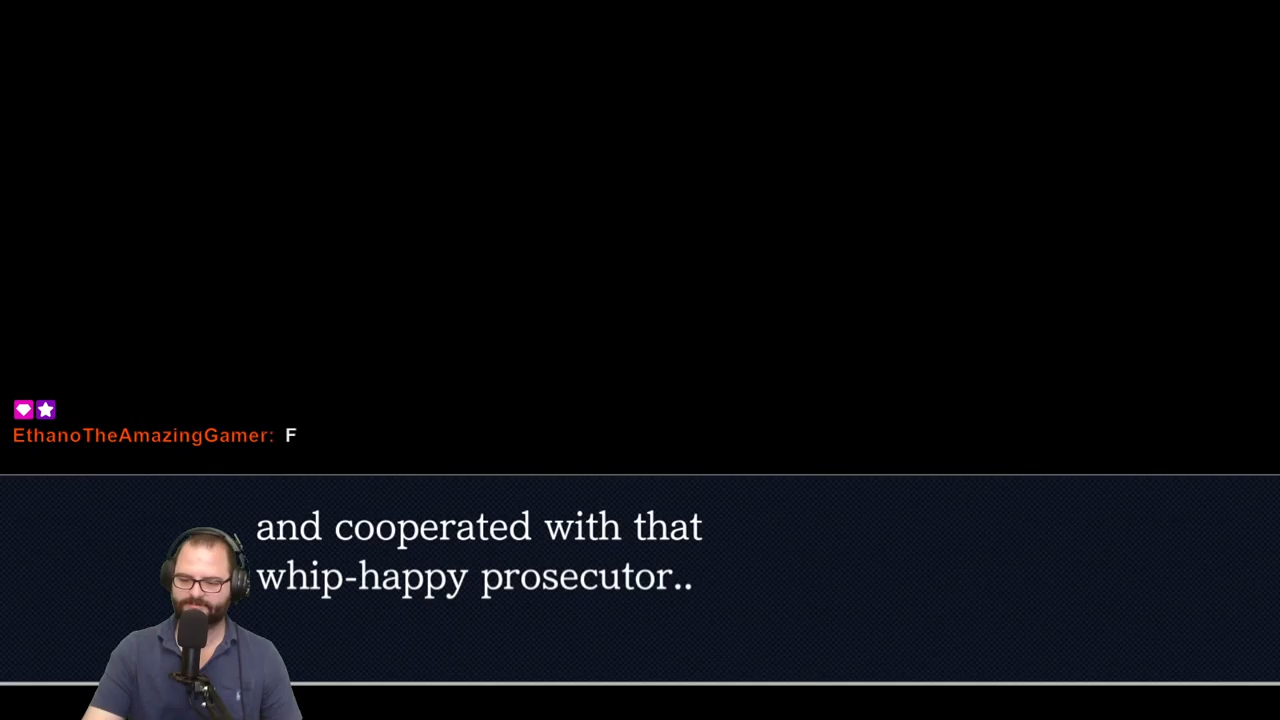 EthanoTheAmazingGamer: F
and cooperated with that
whip-happy prosecutor..